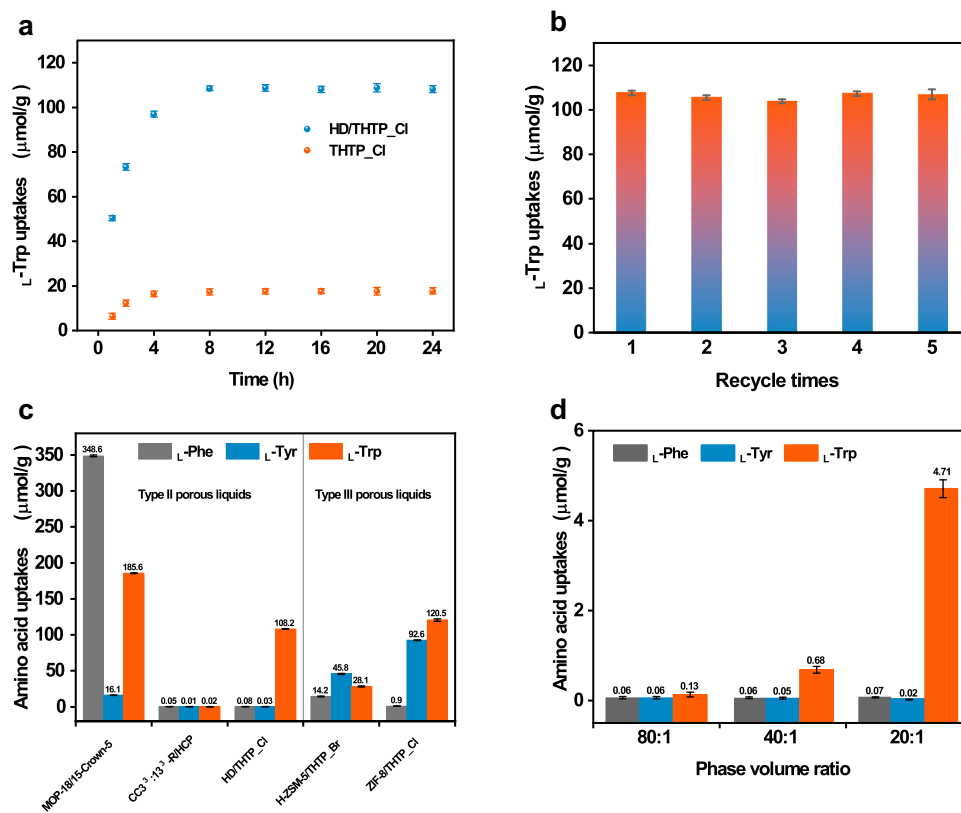 a
L-Trp uptakes (μmol/g)
120
100
80
60
40
20
0
HD/THTP_Cl
THTP_Cl
0 4 8 12 16 20 24
Time (h)
b
L-Trp uptakes (μmol/g)
120
100
80
60
40
20
0
1 2 3 4 5
Recycle times
c
Amino acid uptakes (μmol/g)
350
300
250
200
150
100
50
0
L-Phe L-Tyr L-Trp
Type II porous liquids Type III porous liquids
348.6
16.1
185.6
0.05 0.01 0.02
0.08 0.03 108.2
14.2 45.8 28.1
0.9 92.6 120.5
MOP-18/15-Crown-5
CC3³:13³-R/HCP
HD/THTP_Cl
H-ZSM-5/THTP_Br
ZIF-8/THTP_Cl
d
Amino acid uptakes (μmol/g)
6
4
2
0
L-Phe L-Tyr L-Trp
0.06 0.06 0.13
0.06 0.05 0.68
0.07 0.02 4.71
80:1 40:1 20:1
Phase volume ratio